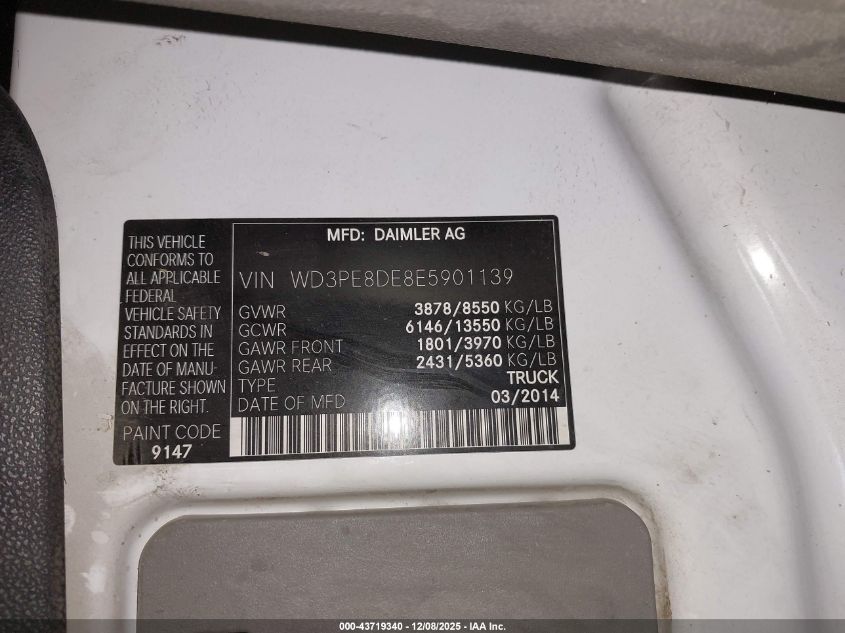 THIS VEHICLE
CONFORMS TO
ALL APPLICABLE
FEDERAL
VEHICLE SAFETY
STANDARDS IN
EFFECT ON THE
DATE OF MANU-
FACTURE SHOWN
ON THE RIGHT.
PAINT CODE
9147
MFD: DAIMLER AG
VIN WD3PE8DE8E5901139
GVWR 3878/8550 KG/LB
GCWR 6146/13550 KG/LB
GAWR FRONT 1801/3970 KG/LB
GAWR REAR 2431/5360 KG/LB
TYPE TRUCK
DATE OF MFD 03/2014
000-43719340 - 12/08/2025 - IAA Inc.